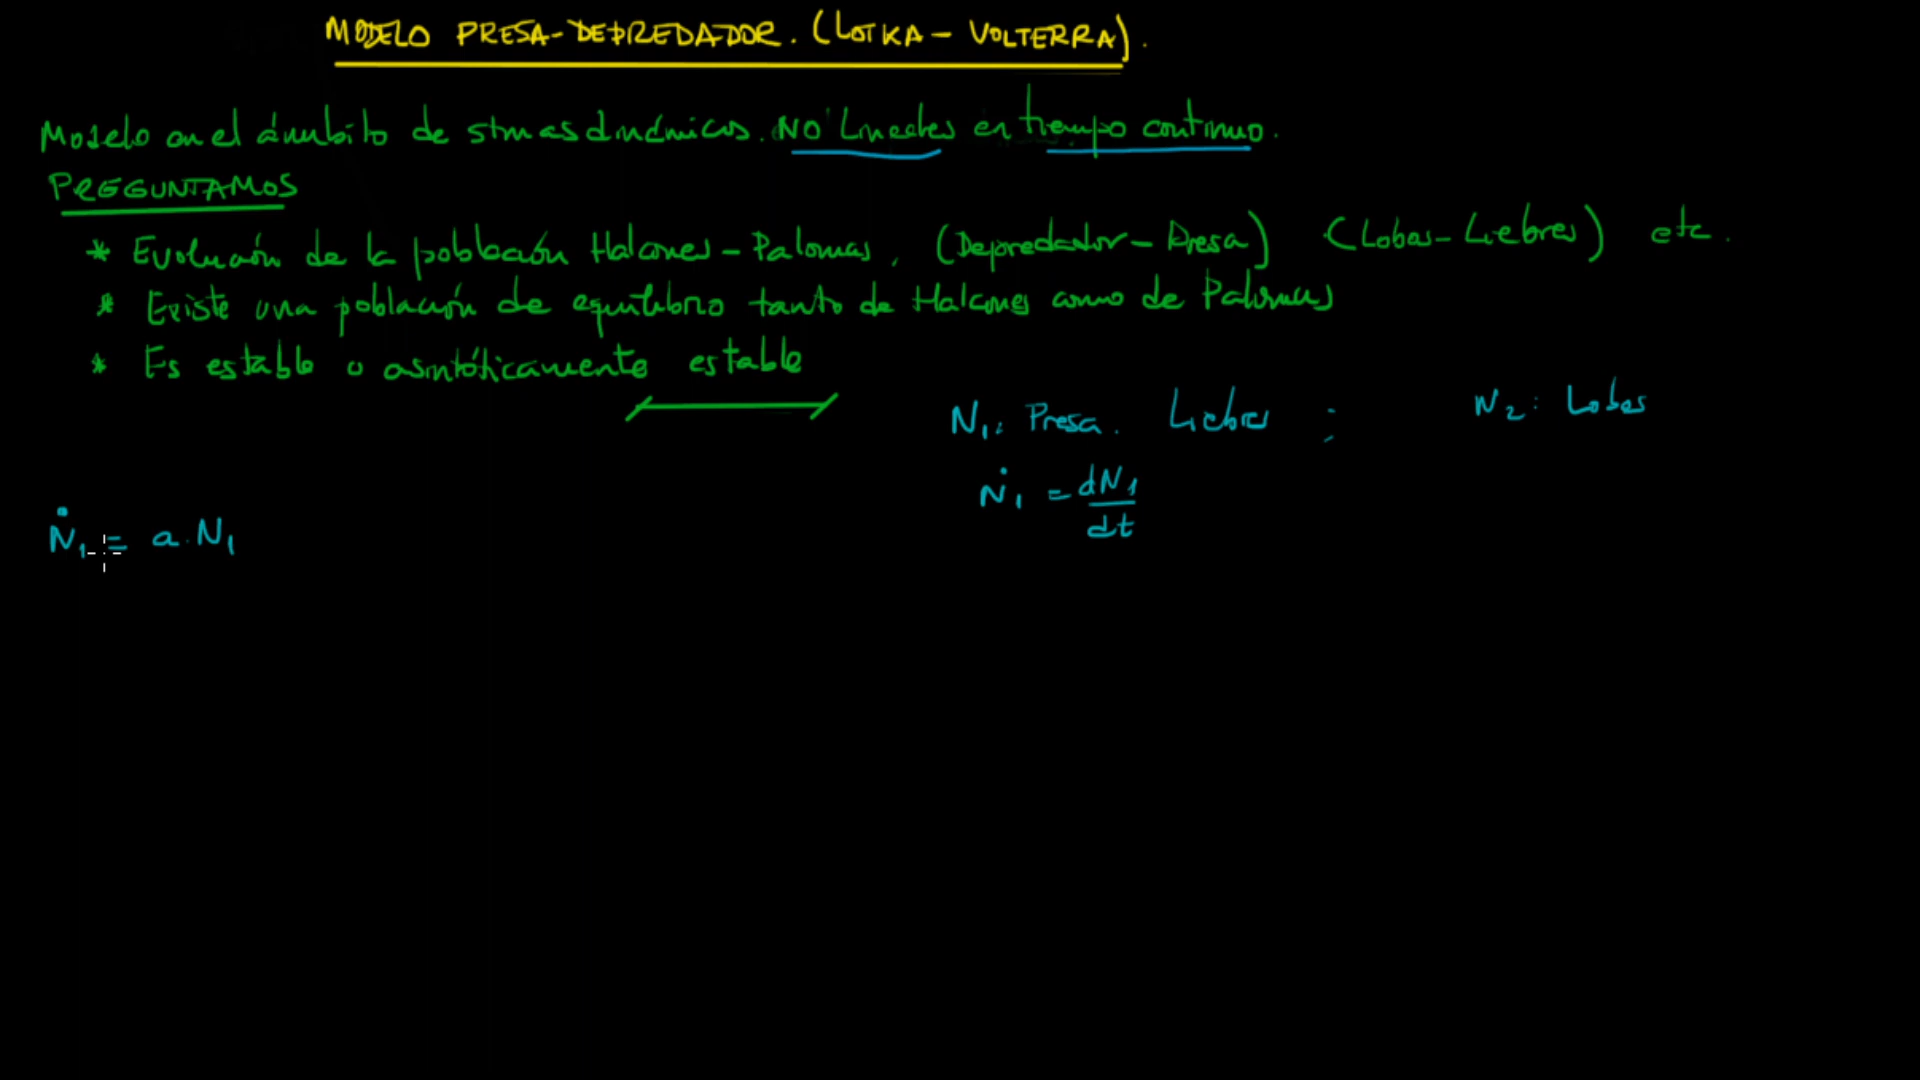 MODELO PRESA-DEPREDADOR. (LOTKA - VOLTERRA).
Modelo en el ámbito de stmas dinámicos. NO Lineales en tiempo continuo.
PREGUNTAMOS
* Evolución de la población Halcones - Palomas, (Depredador - Presa) (Lobos - Liebres) etc.
* Existe una población de equilibrio tanto de Halcones como de Palomas
* Es estable o asintóticamente estable
N₁: Presa. Liebres ; N₂: Lobos
Ṅ₁ = dN₁/dt
Ṅ₁ = a.N₁